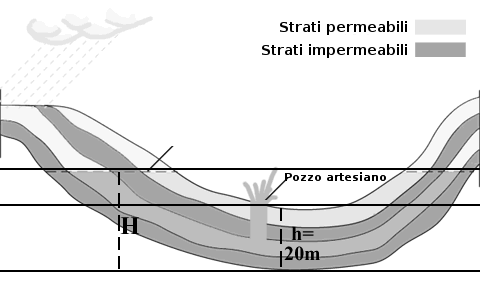 Strati permeabili
Strati impermeabili
Pozzo artesiano
H
h=
20m